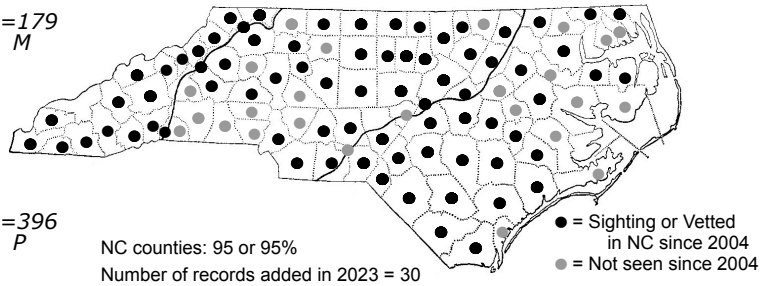 =179
M
=396
P
NC counties: 95 or 95%
Number of records added in 2023 = 30
= Sighting or Vetted
in NC since 2004
= Not seen since 2004